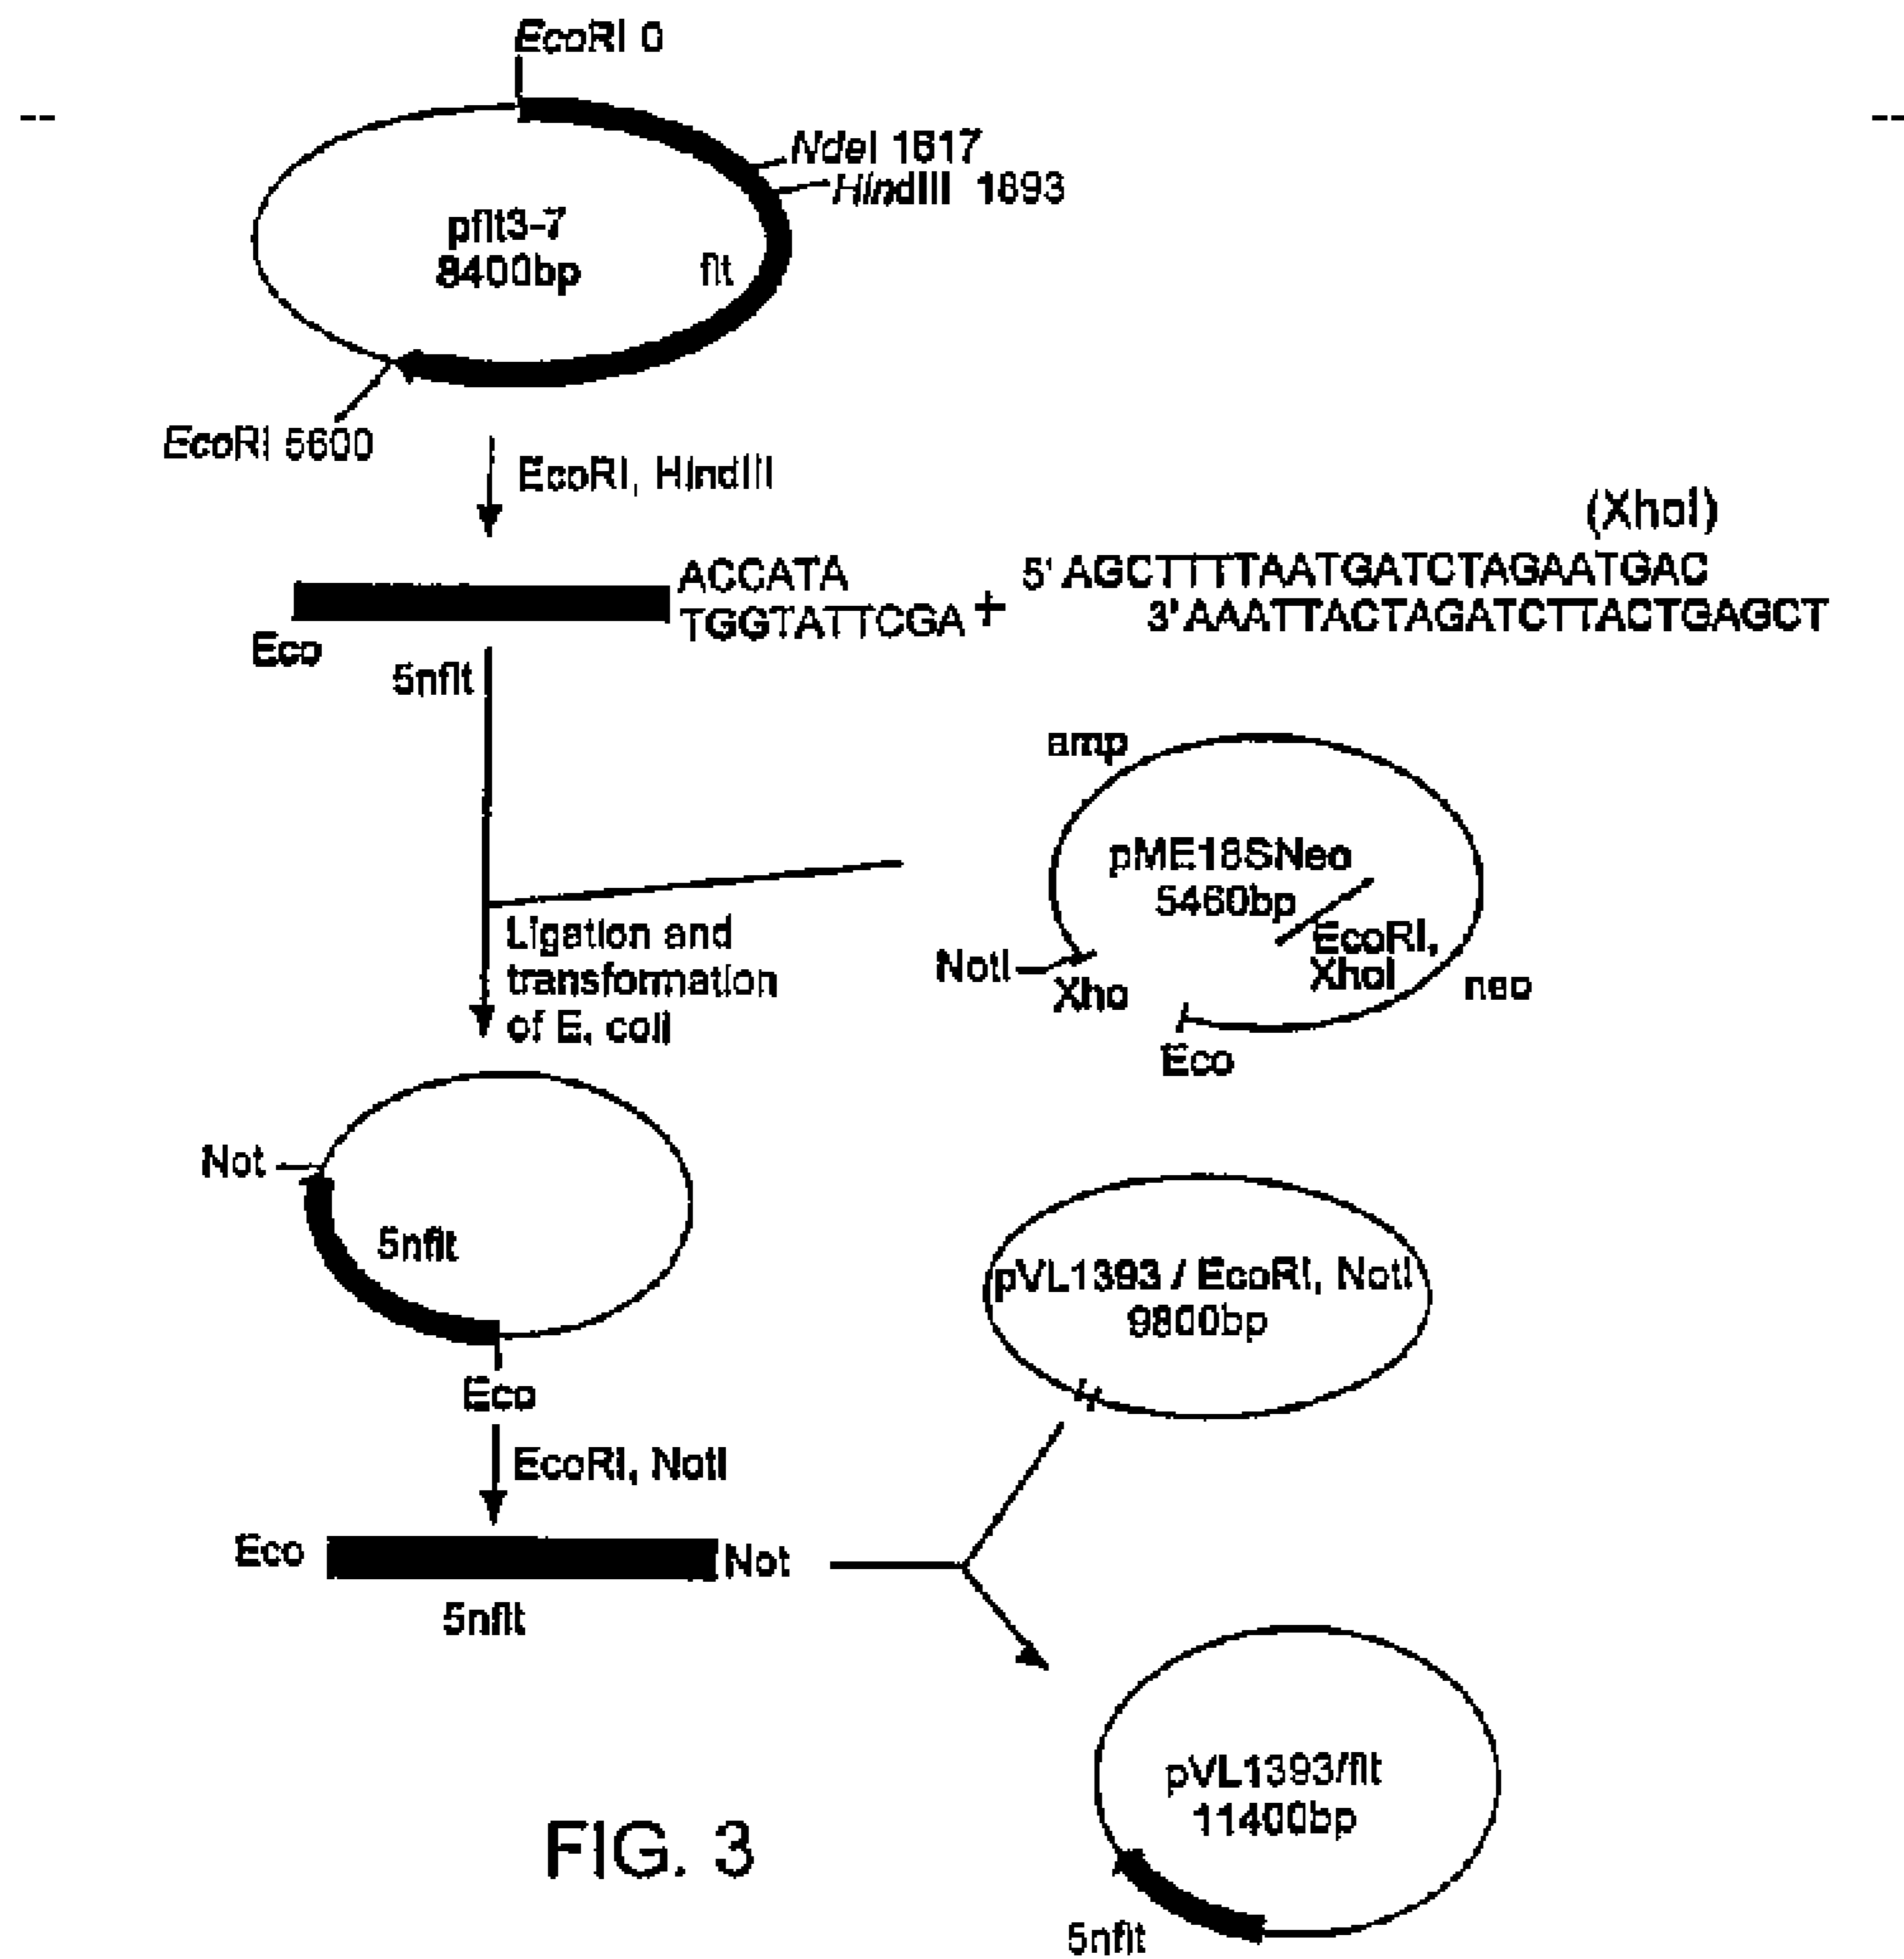 EcoRI 0
NdeI 1617
HindIII 1693
pflt3-7
8400bp
flt
EcoRI 5600
EcoRI, HindIII
(XhoI)
ACCATA
TGGTATTCGA
+
5' AGCTTTTAATGATCTAGAATGAC
3'AAATTACTAGATCTTACTGAGCT
Eco
5nflt
amp
pME18SNeo
5460bp
EcoRI,
XhoI
neo
NotI
Xho
Eco
Ligation and
transformation
of E. coli
Not
5nflt
Eco
pVL1393 / EcoRI, NotI
9800bp
EcoRI, NotI
Eco
Not
5nflt
pVL1393/flt
11400bp
5nflt
FIG. 3